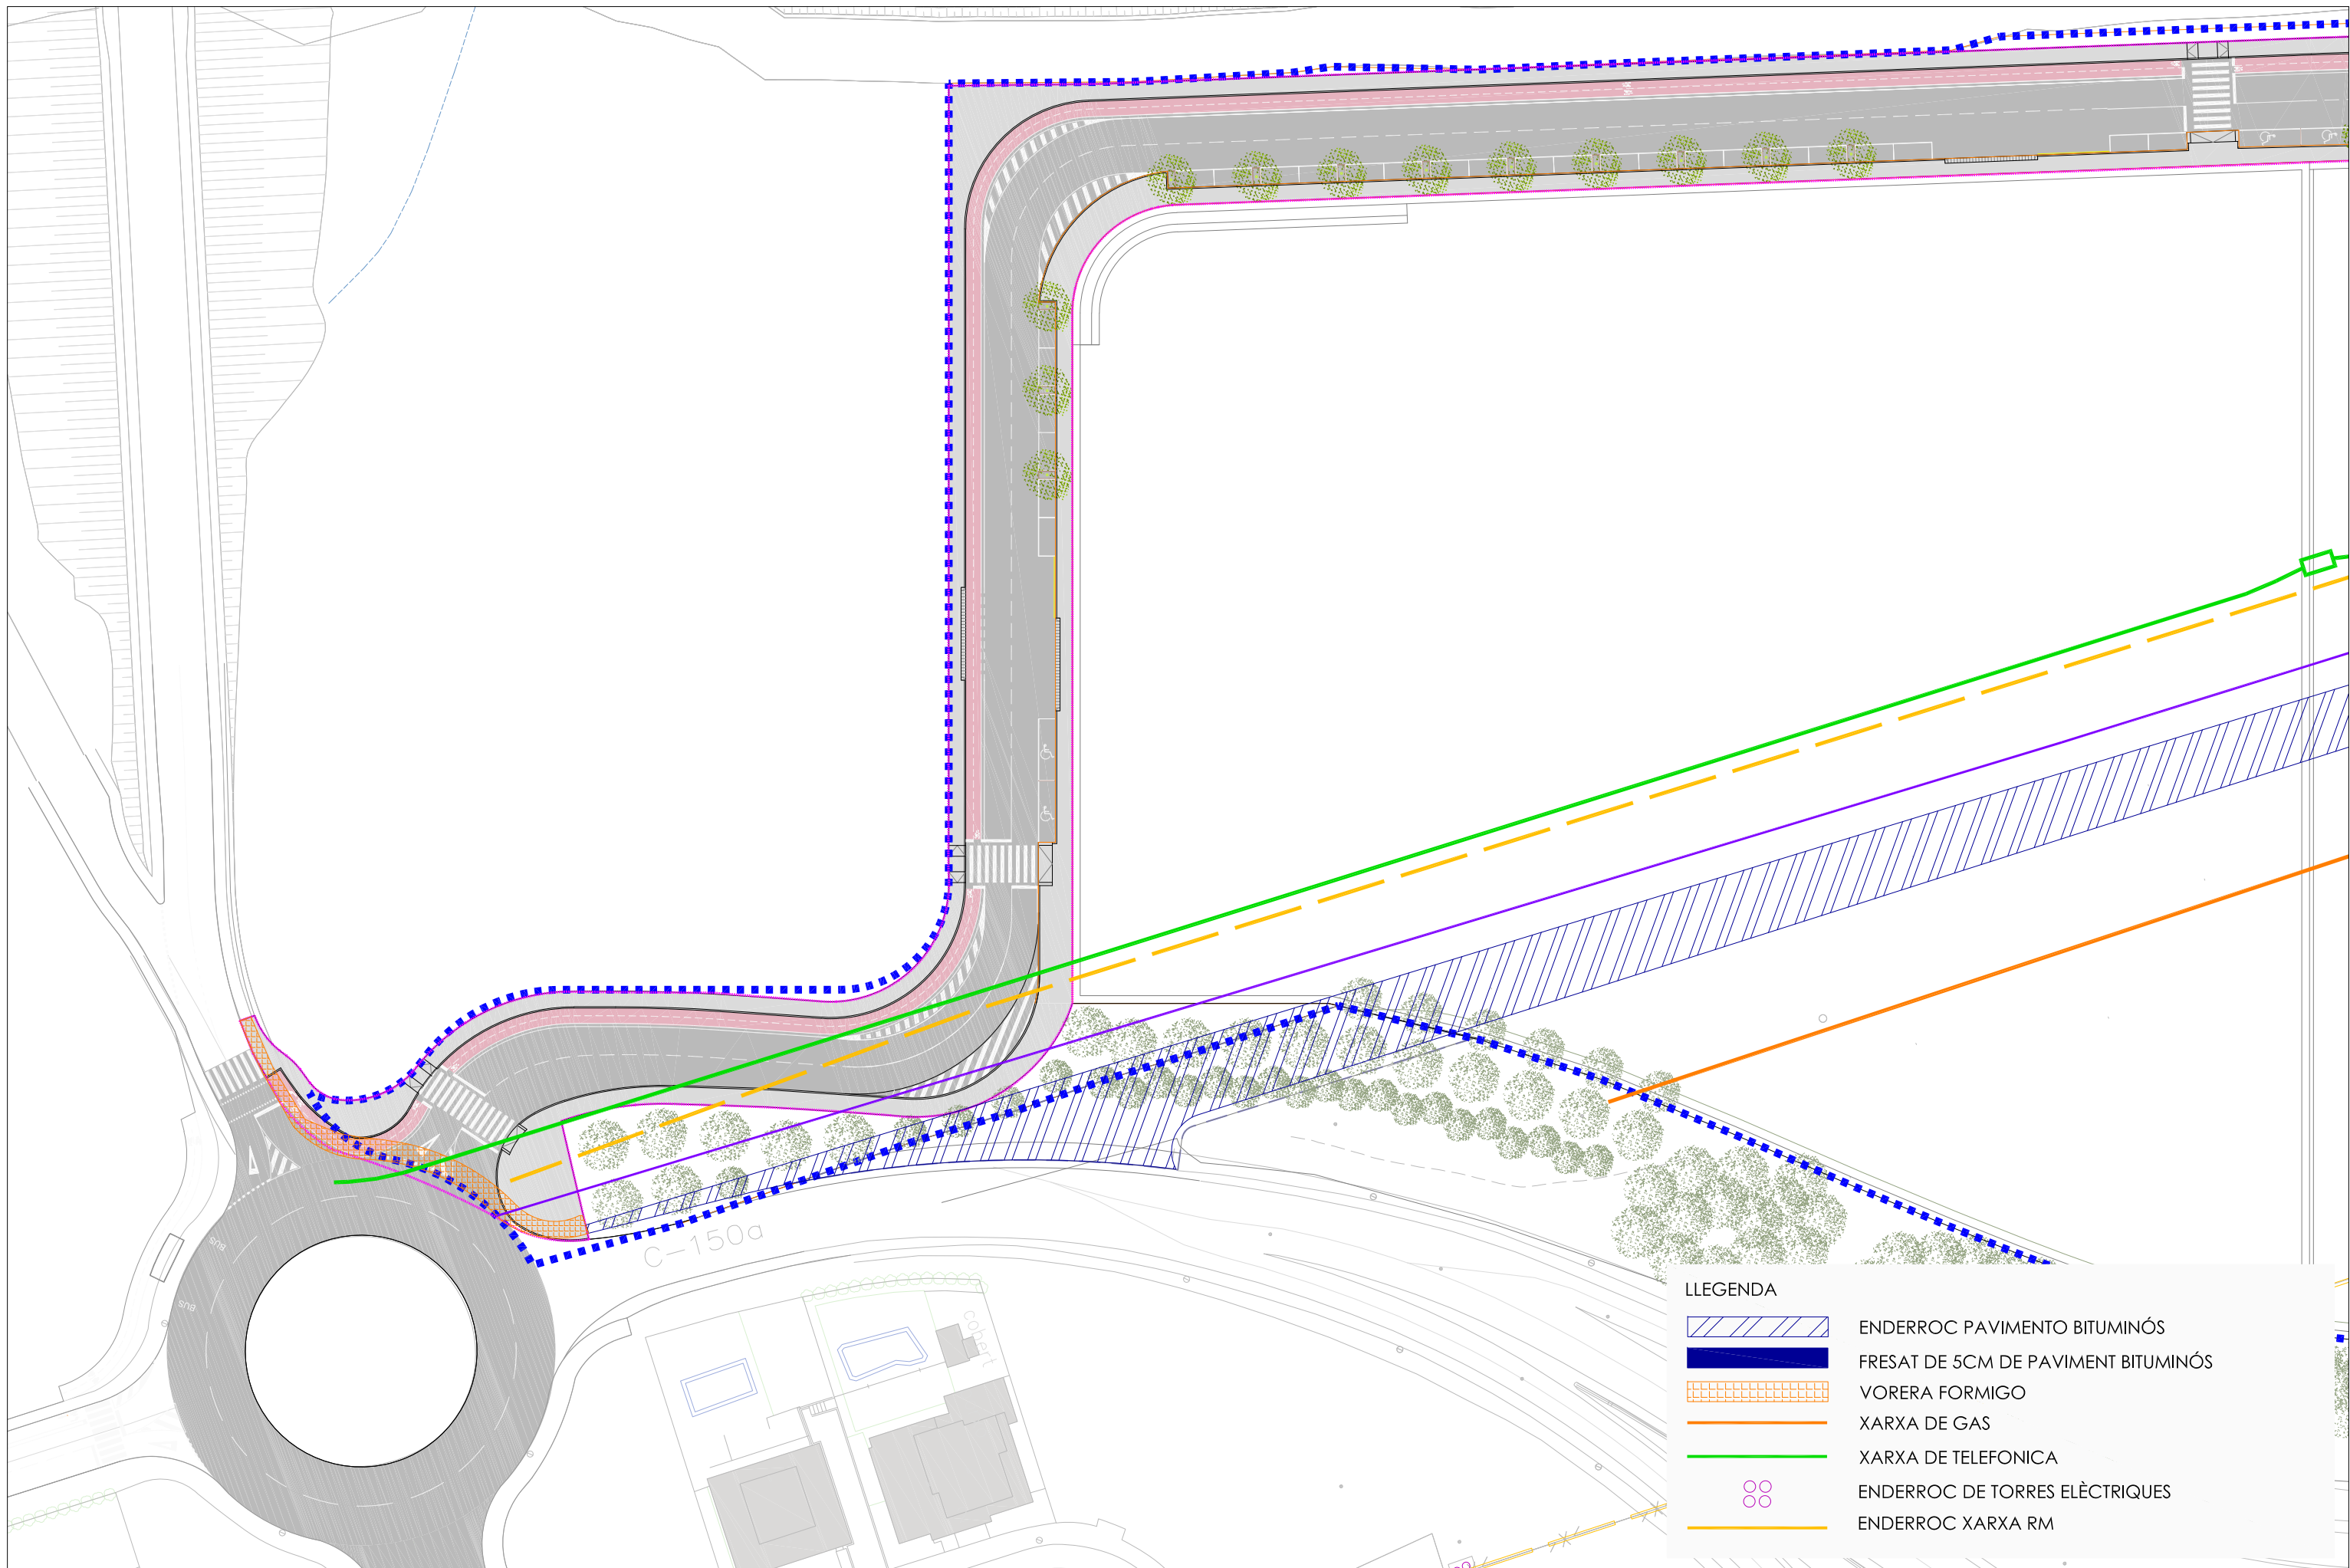 C-150a
BUS
BUS
cobert
LLEGENDA
ENDERROC PAVIMENTO BITUMINÓS
FRESAT DE 5CM DE PAVIMENT BITUMINÓS
VORERA FORMIGO
XARXA DE GAS
XARXA DE TELEFONICA
ENDERROC DE TORRES ELÈCTRIQUES
ENDERROC XARXA RM